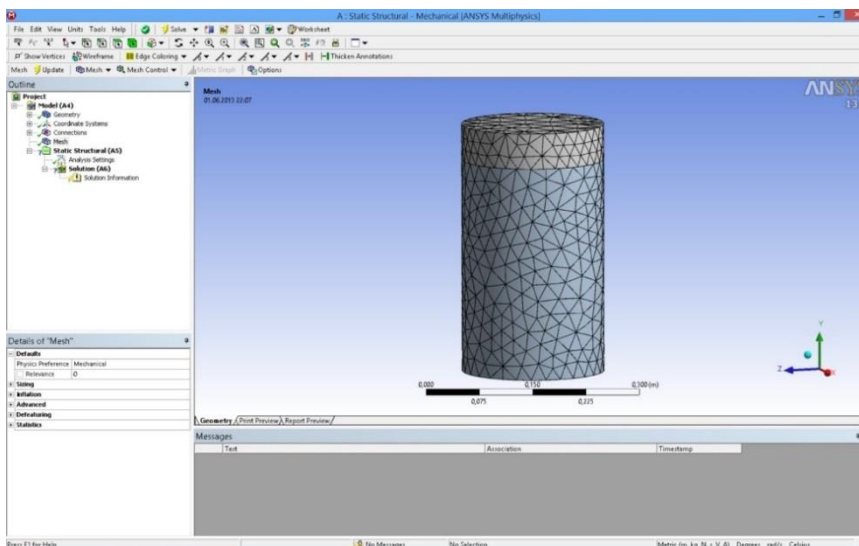 A : Static Structural - Mechanical [ANSYS Multiphysics]
File Edit View Units Tools Help Solve Worksheet
Show Vertices Wireframe Edge Coloring Thicken Annotations
Mesh Update Mesh Mesh Control Metric Graph Options
Outline
Project
Model (A4)
Geometry
Coordinate Systems
Connections
Mesh
Static Structural (A5)
Analysis Settings
Solution (A6)
Solution Information
Mesh
01.06.2013 22:07
ANSYS
13
Y
Z
X
0,000 0,150 0,300 (m)
0,075 0,225
Details of "Mesh"
Defaults
Physics Preference Mechanical
Relevance 0
Sizing
Inflation
Advanced
Defeaturing
Statistics
Geometry Print Preview Report Preview
Messages
Text Association Timestamp
Press F1 for Help No Messages No Selection Metric (m, kg, N, s, V, A) Degrees rad/s Celsius